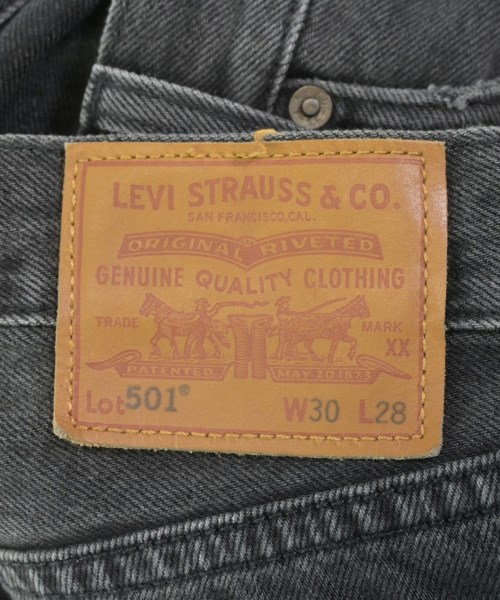 LEVI STRAUSS & CO.
SAN FRANCISCO, CAL.
ORIGINAL RIVETED
GENUINE QUALITY CLOTHING
TRADE MARK
XX
PATENTED MAY 20 1873
Lot 501® W30 L28